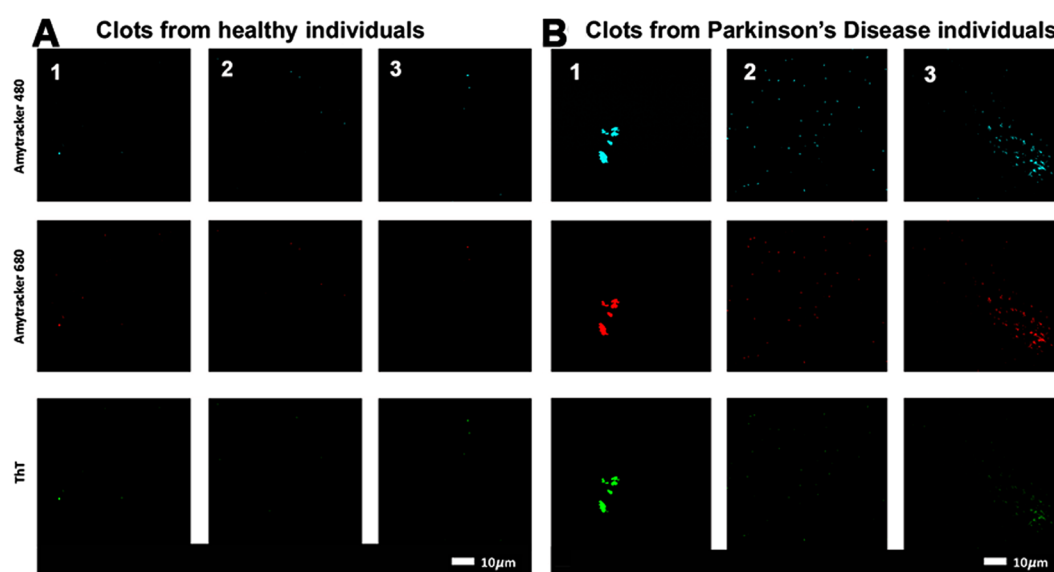 A Clots from healthy individuals
B Clots from Parkinson's Disease individuals
Amytracker 480
1
2
3
1
2
3
Amytracker 680
ThT
10µm
10µm